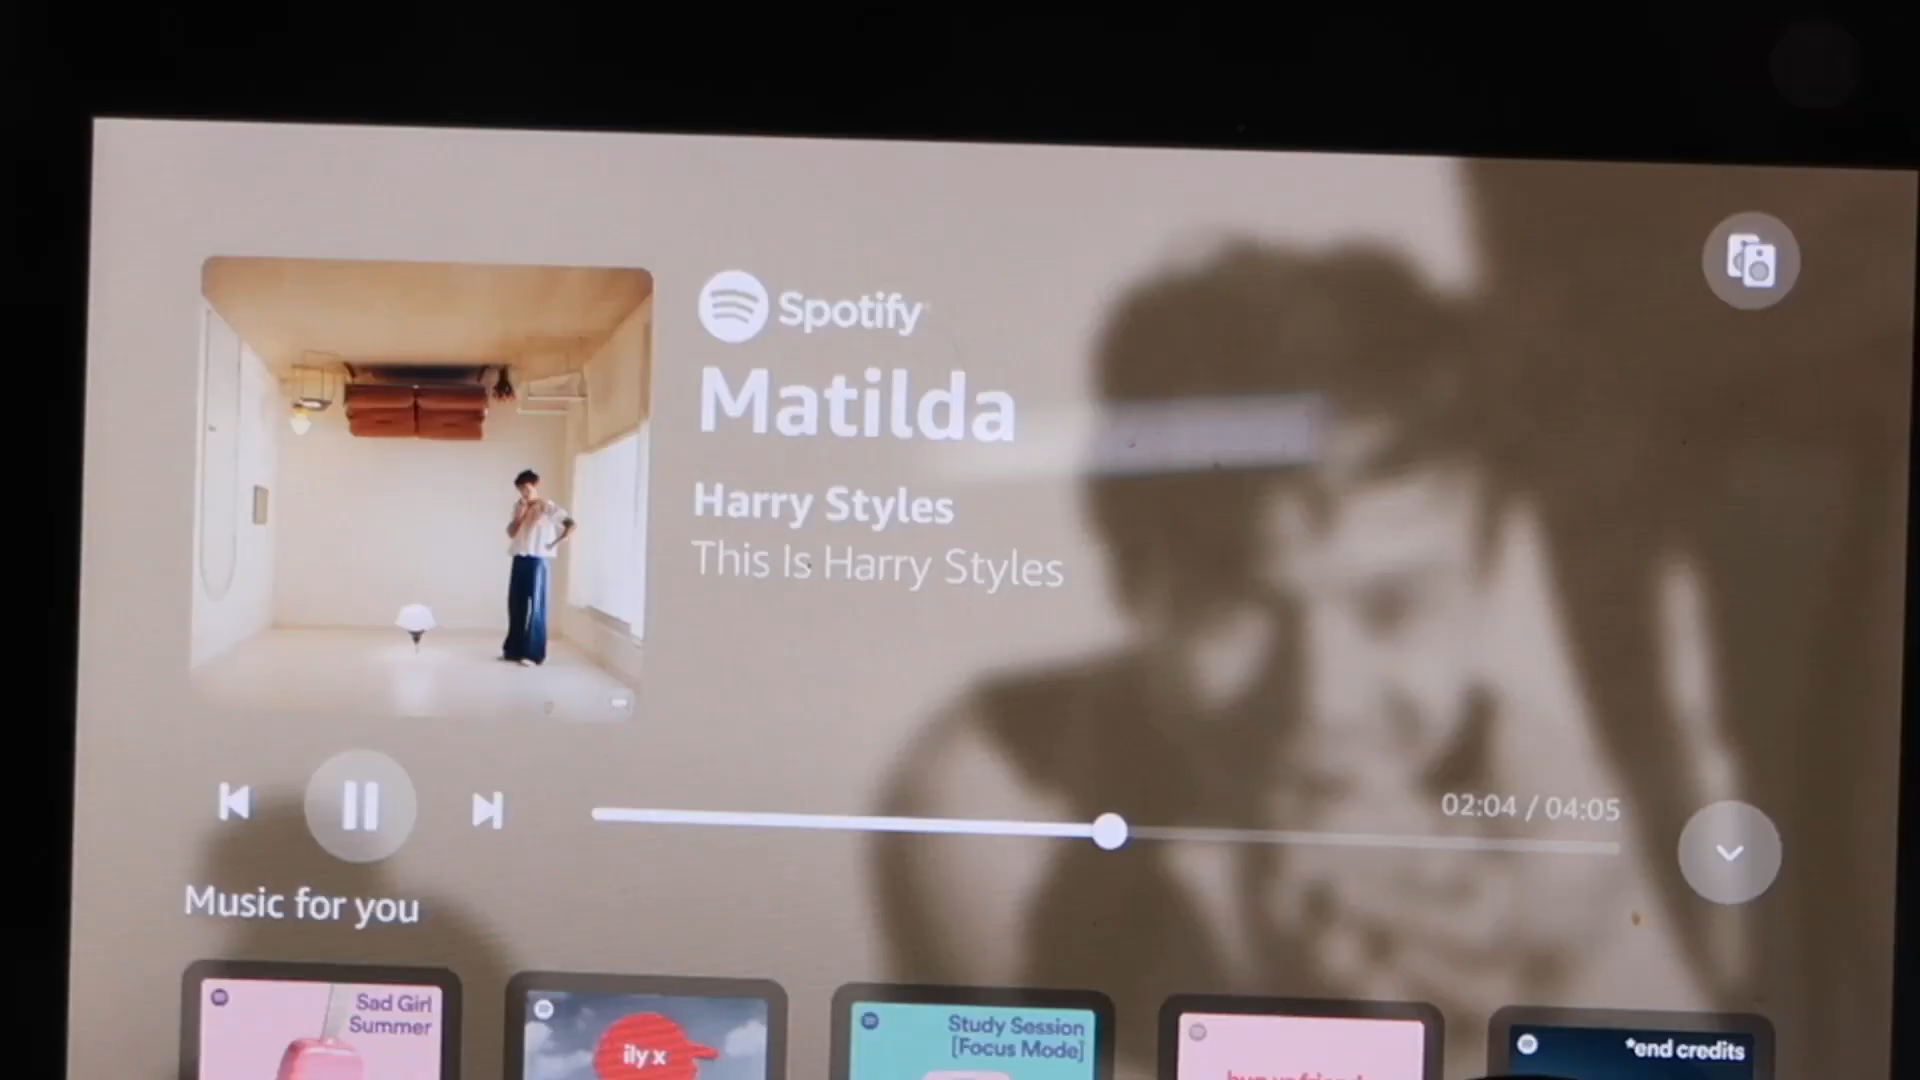 Spotify
Matilda
Harry Styles
This Is Harry Styles
02:04 / 04:05
Music for you
Sad Girl
Summer
ily x
Study Session
[Focus Mode]
*end credits